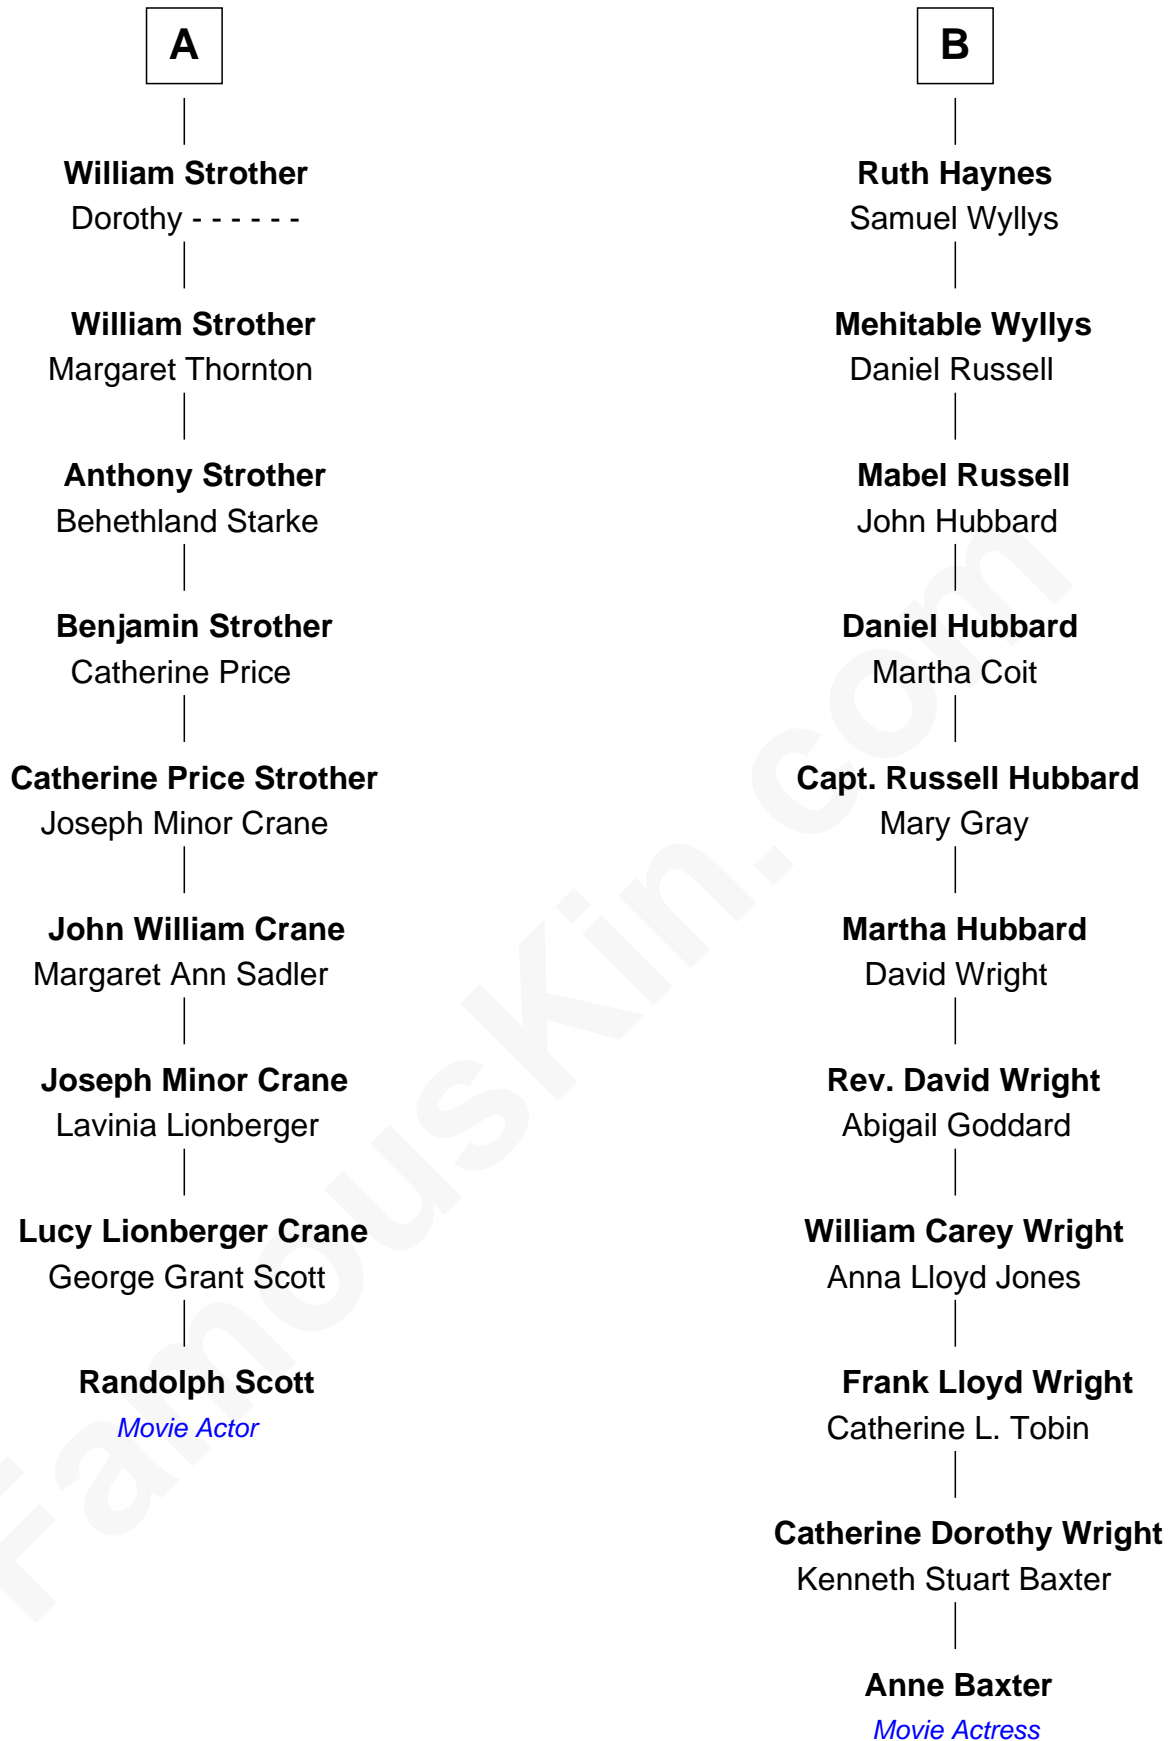 A
William Strother
Dorothy - - - - - -
William Strother
Margaret Thornton
Anthony Strother
Behethland Starke
Benjamin Strother
Catherine Price
Catherine Price Strother
Joseph Minor Crane
John William Crane
Margaret Ann Sadler
Joseph Minor Crane
Lavinia Lionberger
Lucy Lionberger Crane
George Grant Scott
Randolph Scott
Movie Actor
B
Ruth Haynes
Samuel Wyllys
Mehitable Wyllys
Daniel Russell
Mabel Russell
John Hubbard
Daniel Hubbard
Martha Coit
Capt. Russell Hubbard
Mary Gray
Martha Hubbard
David Wright
Rev. David Wright
Abigail Goddard
William Carey Wright
Anna Lloyd Jones
Frank Lloyd Wright
Catherine L. Tobin
Catherine Dorothy Wright
Kenneth Stuart Baxter
Anne Baxter
Movie Actress
FamousKin.com